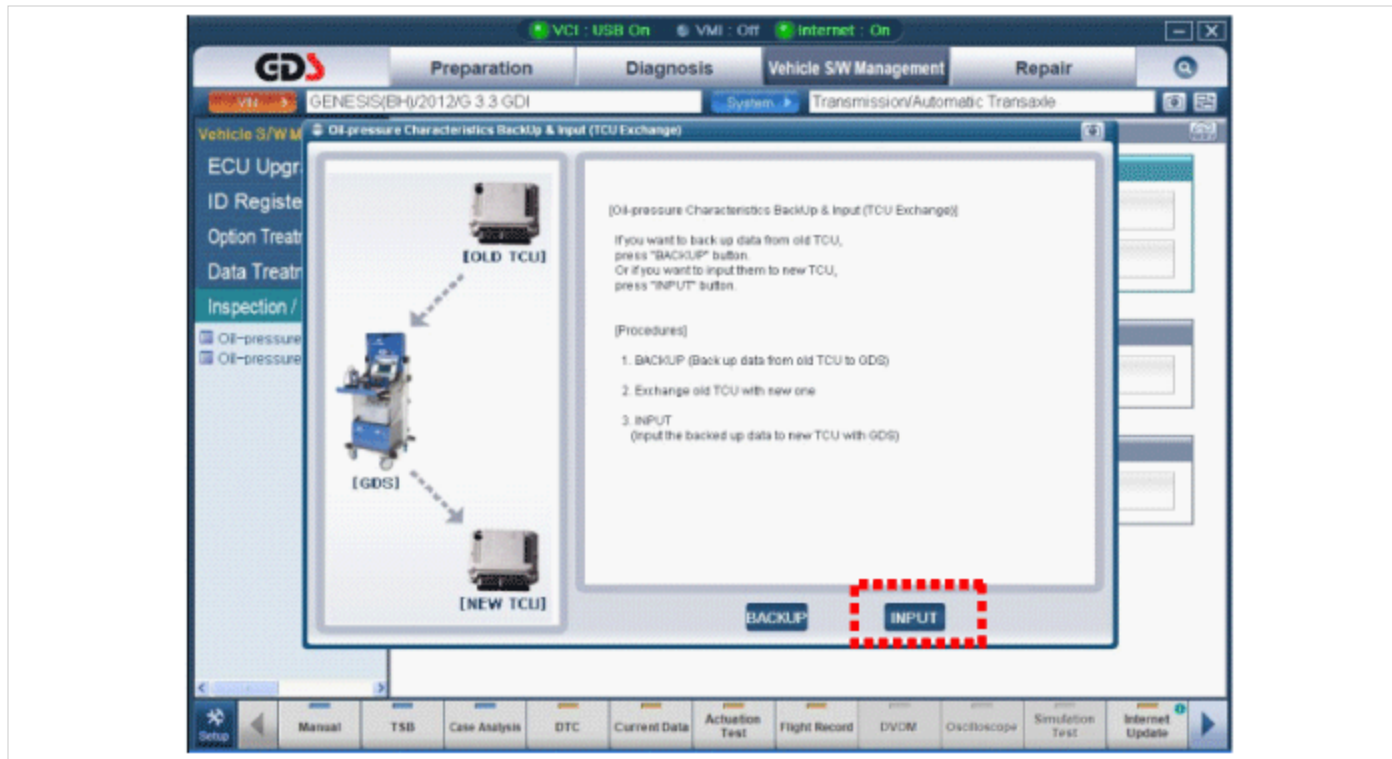 VCI : USB On VMI : Off Internet : On
GDS Preparation Diagnosis Vehicle S/W Management Repair
VIN GENESIS(BH)/2012/G 3.3 GDI System Transmission/Automatic Transaxle
Vehicle S/W M
Oil-pressure Characteristics BackUp & Input (TCU Exchange)
ECU Upgr
ID Registe
Option Treatr
Data Treatr
Inspection /
Oil-pressure
Oil-pressure
[OLD TCU]
[GDS]
[NEW TCU]
[Oil-pressure Characteristics BackUp & Input (TCU Exchange)]
If you want to back up data from old TCU,
press "BACKUP" button.
Or if you want to input them to new TCU,
press "INPUT" button.
[Procedures]
1. BACKUP (Back up data from old TCU to GDS)
2. Exchange old TCU with new one
3. INPUT
(Input the backed up data to new TCU with GDS)
BACKUP INPUT
Setup Manual TSB Case Analysis DTC Current Data Actuation Test Flight Record DVOM Oscilloscope Simulation Test Internet Update